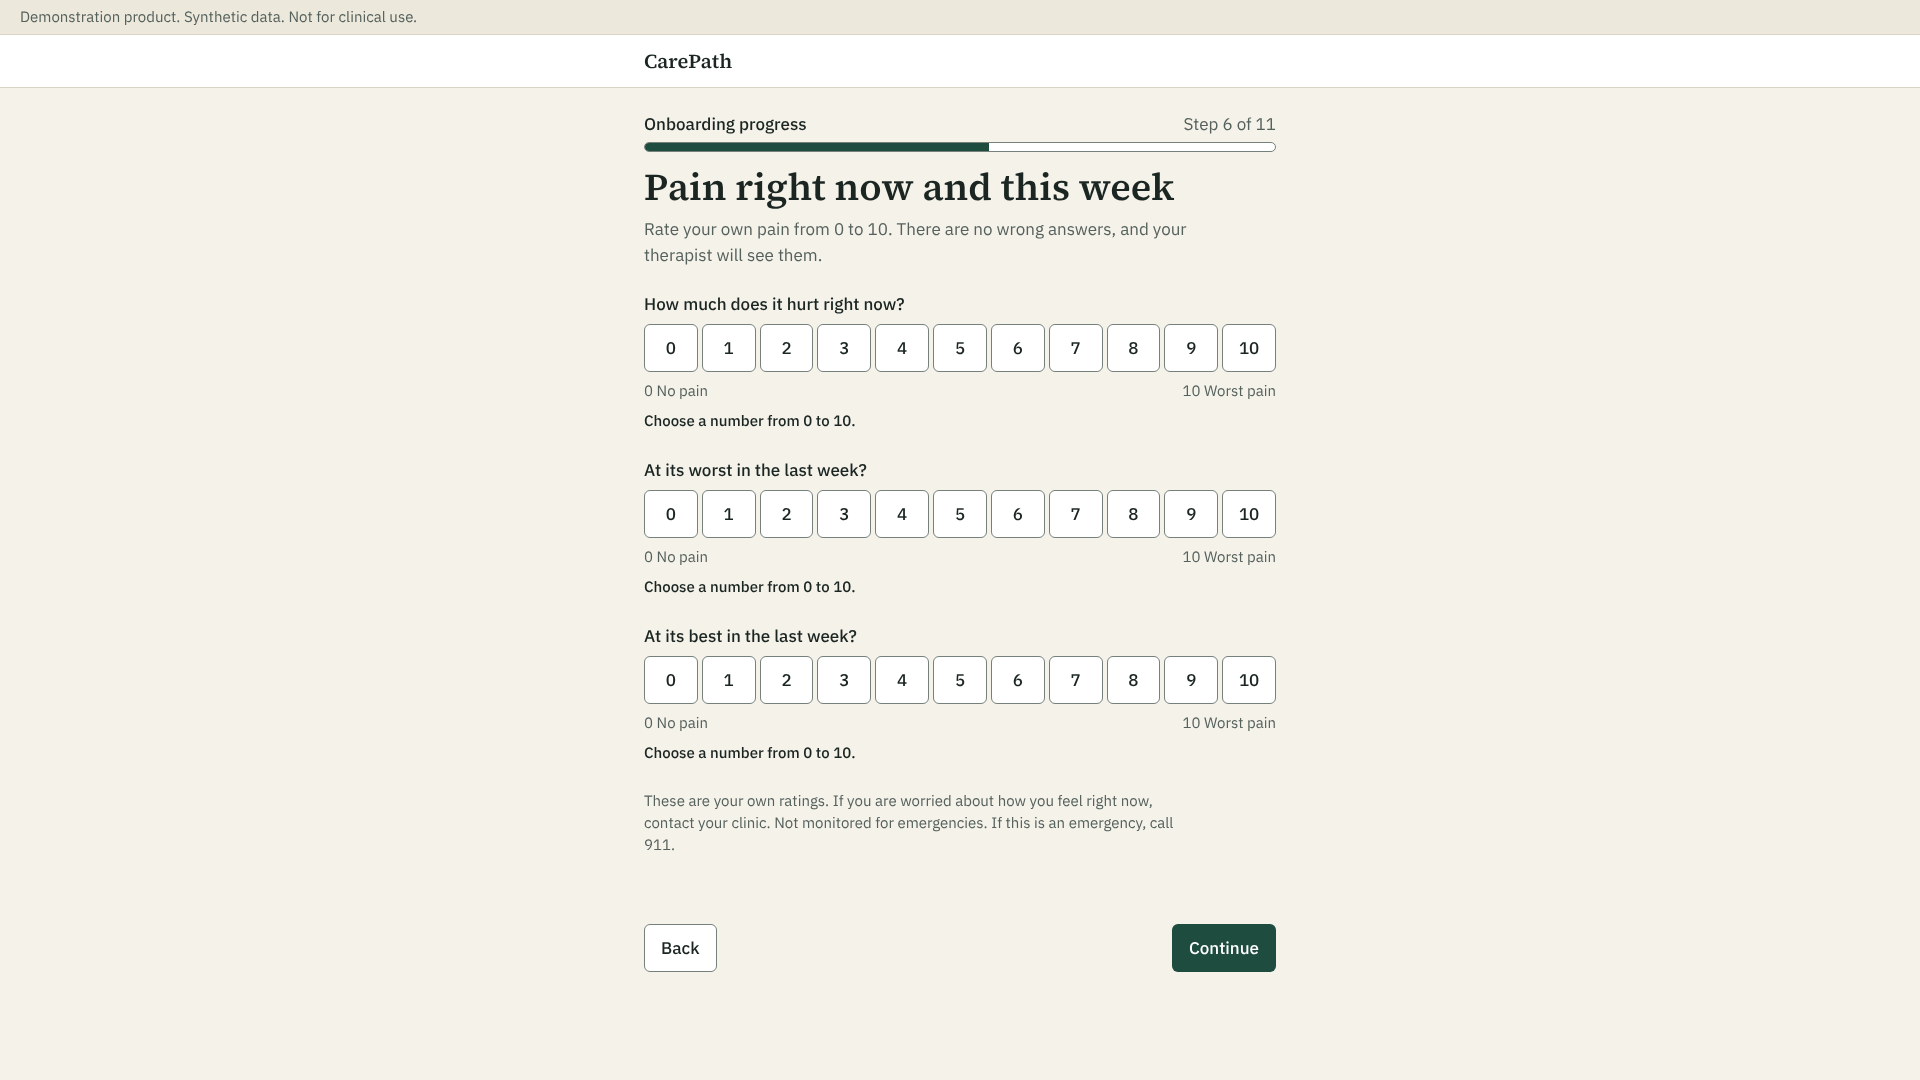 Demonstration product. Synthetic data. Not for clinical use.
CarePath
Onboarding progress
Step 6 of 11
Pain right now and this week
Rate your own pain from 0 to 10. There are no wrong answers, and your
therapist will see them.
How much does it hurt right now?
0 1 2 3 4 5 6 7 8 9 10
0 No pain
10 Worst pain
Choose a number from 0 to 10.
At its worst in the last week?
0 1 2 3 4 5 6 7 8 9 10
0 No pain
10 Worst pain
Choose a number from 0 to 10.
At its best in the last week?
0 1 2 3 4 5 6 7 8 9 10
0 No pain
10 Worst pain
Choose a number from 0 to 10.
These are your own ratings. If you are worried about how you feel right now,
contact your clinic. Not monitored for emergencies. If this is an emergency, call
911.
Back
Continue